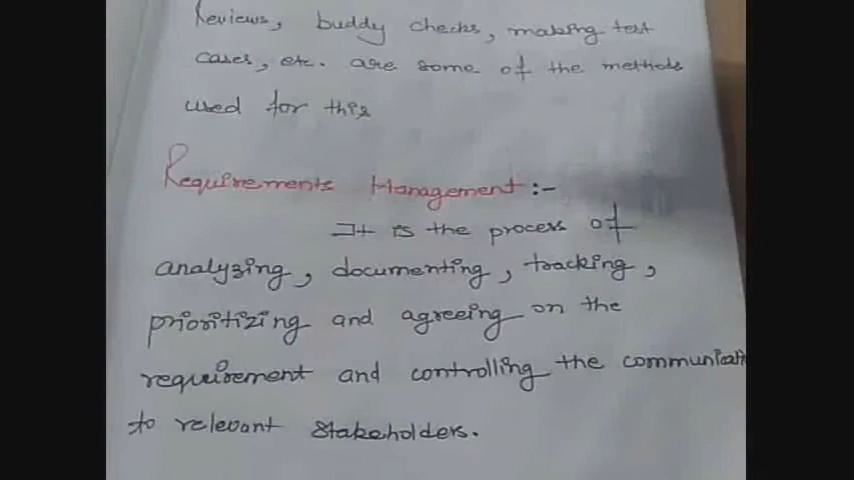 Reviews, buddy checks, making test
cases, etc. are some of the methods
used for this
Requirements Management :-
It is the process of
analyzing, documenting, tracking,
prioritizing and agreeing on the
requirement and controlling the communicati
to relevant stakeholders.